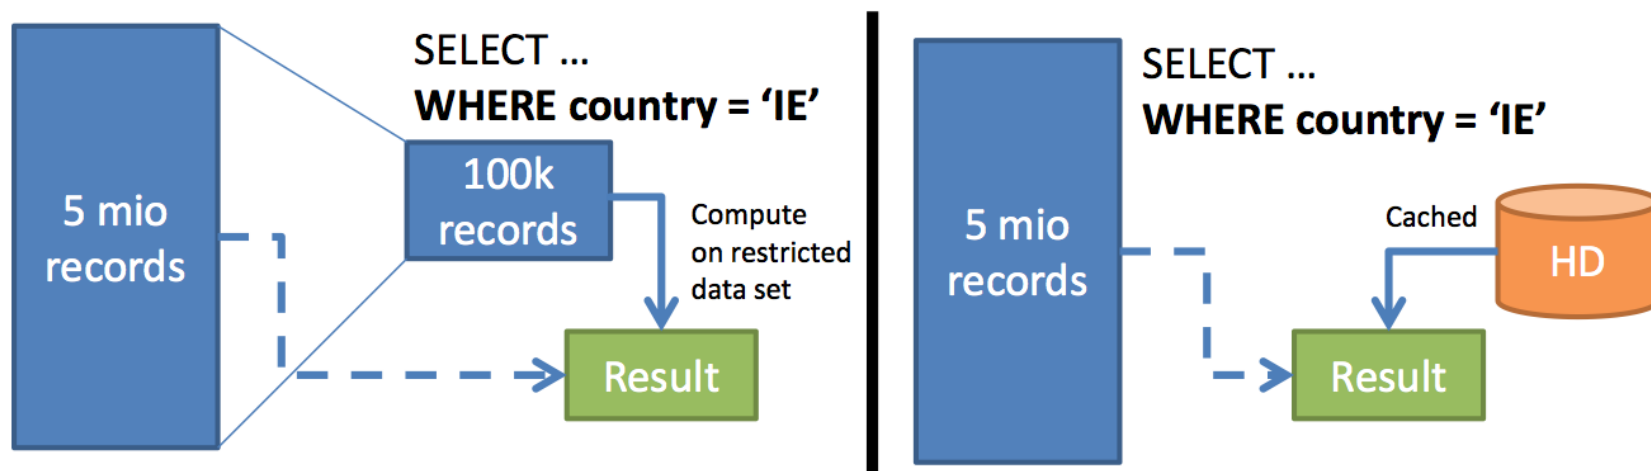 SELECT ...
WHERE country = ‘IE’
5 mio
records
100k
records
Compute
on restricted
data set
Result
SELECT ...
WHERE country = ‘IE’
5 mio
records
Cached
HD
Result